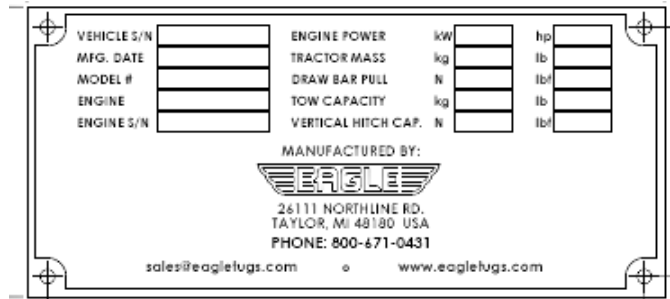 VEHICLE S/N ENGINE POWER kW hp
MFG. DATE TRACTOR MASS kg lb
MODEL # DRAW BAR PULL N lbf
ENGINE TOW CAPACITY kg lb
ENGINE S/N VERTICAL HITCH CAP. N lbf
MANUFACTURED BY:
EAGLE
26111 NORTHLINE RD.
TAYLOR, MI 48180 USA
PHONE: 800-671-0431
sales@eagletugs.com o www.eagletugs.com